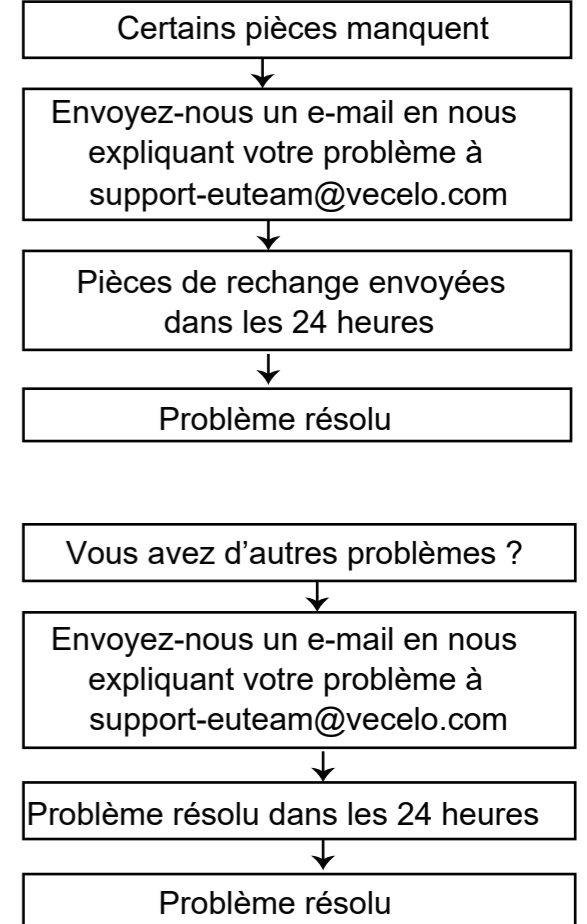 Certains pièces manquent
Envoyez-nous un e-mail en nous
expliquant votre problème à
support-euteam@vecelo.com
Pièces de rechange envoyées
dans les 24 heures
Problème résolu
Vous avez d’autres problèmes ?
Envoyez-nous un e-mail en nous
expliquant votre problème à
support-euteam@vecelo.com
Problème résolu dans les 24 heures
Problème résolu